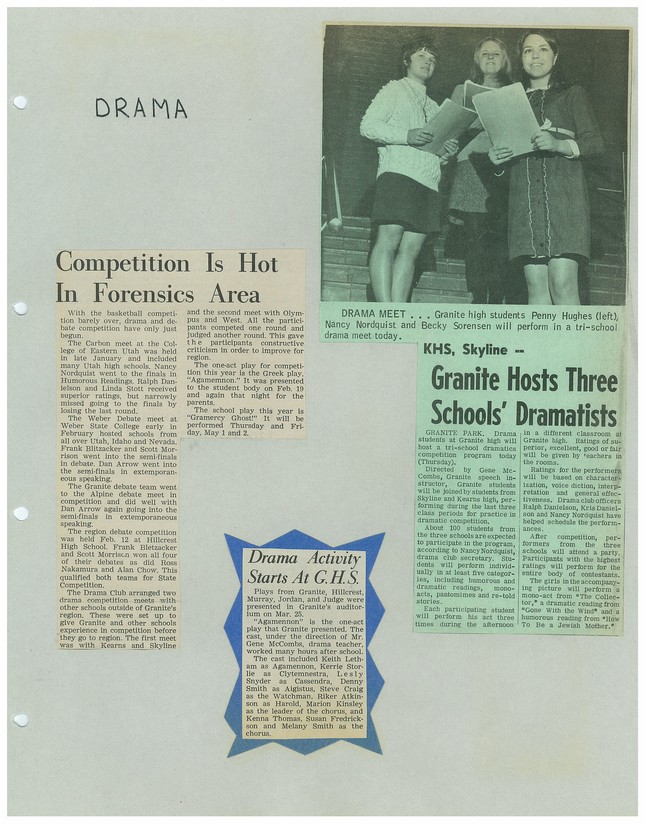 DRAMA
DRAMA MEET . . . Granite high students Penny Hughes (left),
Nancy Nordquist and Becky Sorensen will perform in a tri-school
drama meet today.
Competition Is Hot
In Forensics Area
With the basketball competi-
tion barely over, drama and de-
bate competition have only just
begun.
The Carbon meet at the Col-
lege of Eastern Utah was held
in late January and included
many Utah high schools. Nancy
Nordquist went to the finals in
Humorous Readings. Ralph Dan-
ielson and Linda Stott received
superior ratings, but narrowly
missed going to the finals by
losing the last round.
The Weber Debate meet at
Weber State College early in
February hosted schools from
all over Utah, Idaho and Nevada.
Frank Blitzacker and Scott Mor-
rison went into the semi-finals
in debate. Dan Arrow went into
the semi-finals in extemporan-
eous speaking.
The Granite debate team went
to the Alpine debate meet in
competition and did well with
Dan Arrow again going into the
semi-finals in extemporaneous
speaking.
The region debate competition
was held Feb. 12 at Hillcrest
High School. Frank Bletzacker
and Scott Morrison won all four
of their debates as did Ross
Nakamura and Alan Chow. This
qualified both teams for State
Competition.
The Drama Club arranged two
drama competition meets with
other schools outside of Granite's
region. These were set up to
give Granite and other schools
experience in competition before
they go to region. The first meet
was with Kearns and Skyline
and the second meet with Olym-
pus and West. All the partici-
pants competed one round and
judged another round. This gave
the participants constructive
criticism in order to improve for
region.
The one-act play for competi-
tion this year is the Greek play,
"Agamemnon." It was presented
to the student body on Feb. 19
and again that night for the
parents.
The school play this year is
"Gramercy Ghost" It will be
performed Thursday and Fri-
day, May 1 and 2.
KHS, Skyline --
Granite Hosts Three
Schools' Dramatists
GRANITE PARK. Drama
students at Granite high will
host a tri-school dramatics
competition program today
(Thursday).
Directed by Gene Mc-
Combs, Granite speech in-
structor, Granite students
will be joined by students from
Skyline and Kearns high, per-
forming during the last three
class periods for practice in
dramatic competition.
About 100 students from
the three schools are expected
to participate in the program,
according to Nancy Nordquist,
drama club secretary. Stu-
dents will perform individ-
ually in at least five categor-
ies, including humorous and
dramatic readings, mono-
acts, pantomimes and re-told
stories.
Each participating student
will perform his act three
times during the afternoon
in a different classroom at
Granite high. Ratings of su-
perior, excellent, good or fair
will be given by teachers in
the rooms.
Ratings for the performers
will be based on character-
ization, voice diction, interp-
retation and general effec-
tiveness. Drama club officers
Ralph Danielson, Kris Daniel-
son and Nancy Nordquist have
helped schedule the perform-
ances.
After competition, per-
formers from the three
schools will attend a party.
Participants with the highest
ratings will perform for the
entire body of contestants.
The girls in the accompany-
ing picture will perform a
mono-act from "The Collec-
tor," a dramatic reading from
"Gone With the Wind" and a
humorous reading from "How
To Be a Jewish Mother."
Drama Activity
Starts At G.H.S.
Plays from Granite, Hillcrest,
Murray, Jordan, and Judge were
presented in Granite's auditor-
ium on Mar. 25.
"Agamennon" is the one-act
play that Granite presented. The
cast, under the direction of Mr.
Gene McCombs, drama teacher,
worked many hours after school.
The cast included Keith Leth-
am as Agamennon, Kerrie Stor-
lie as Clytemnestra, Lesly
Snyder as Cassendra, Denny
Smith as Aigistus, Steve Craig
as the Watchman, Riker Atkin-
son as Harold, Marion Kinsley
as the leader of the chorus, and
Kenna Thomas, Susan Fredrick-
son and Melany Smith as the
chorus.